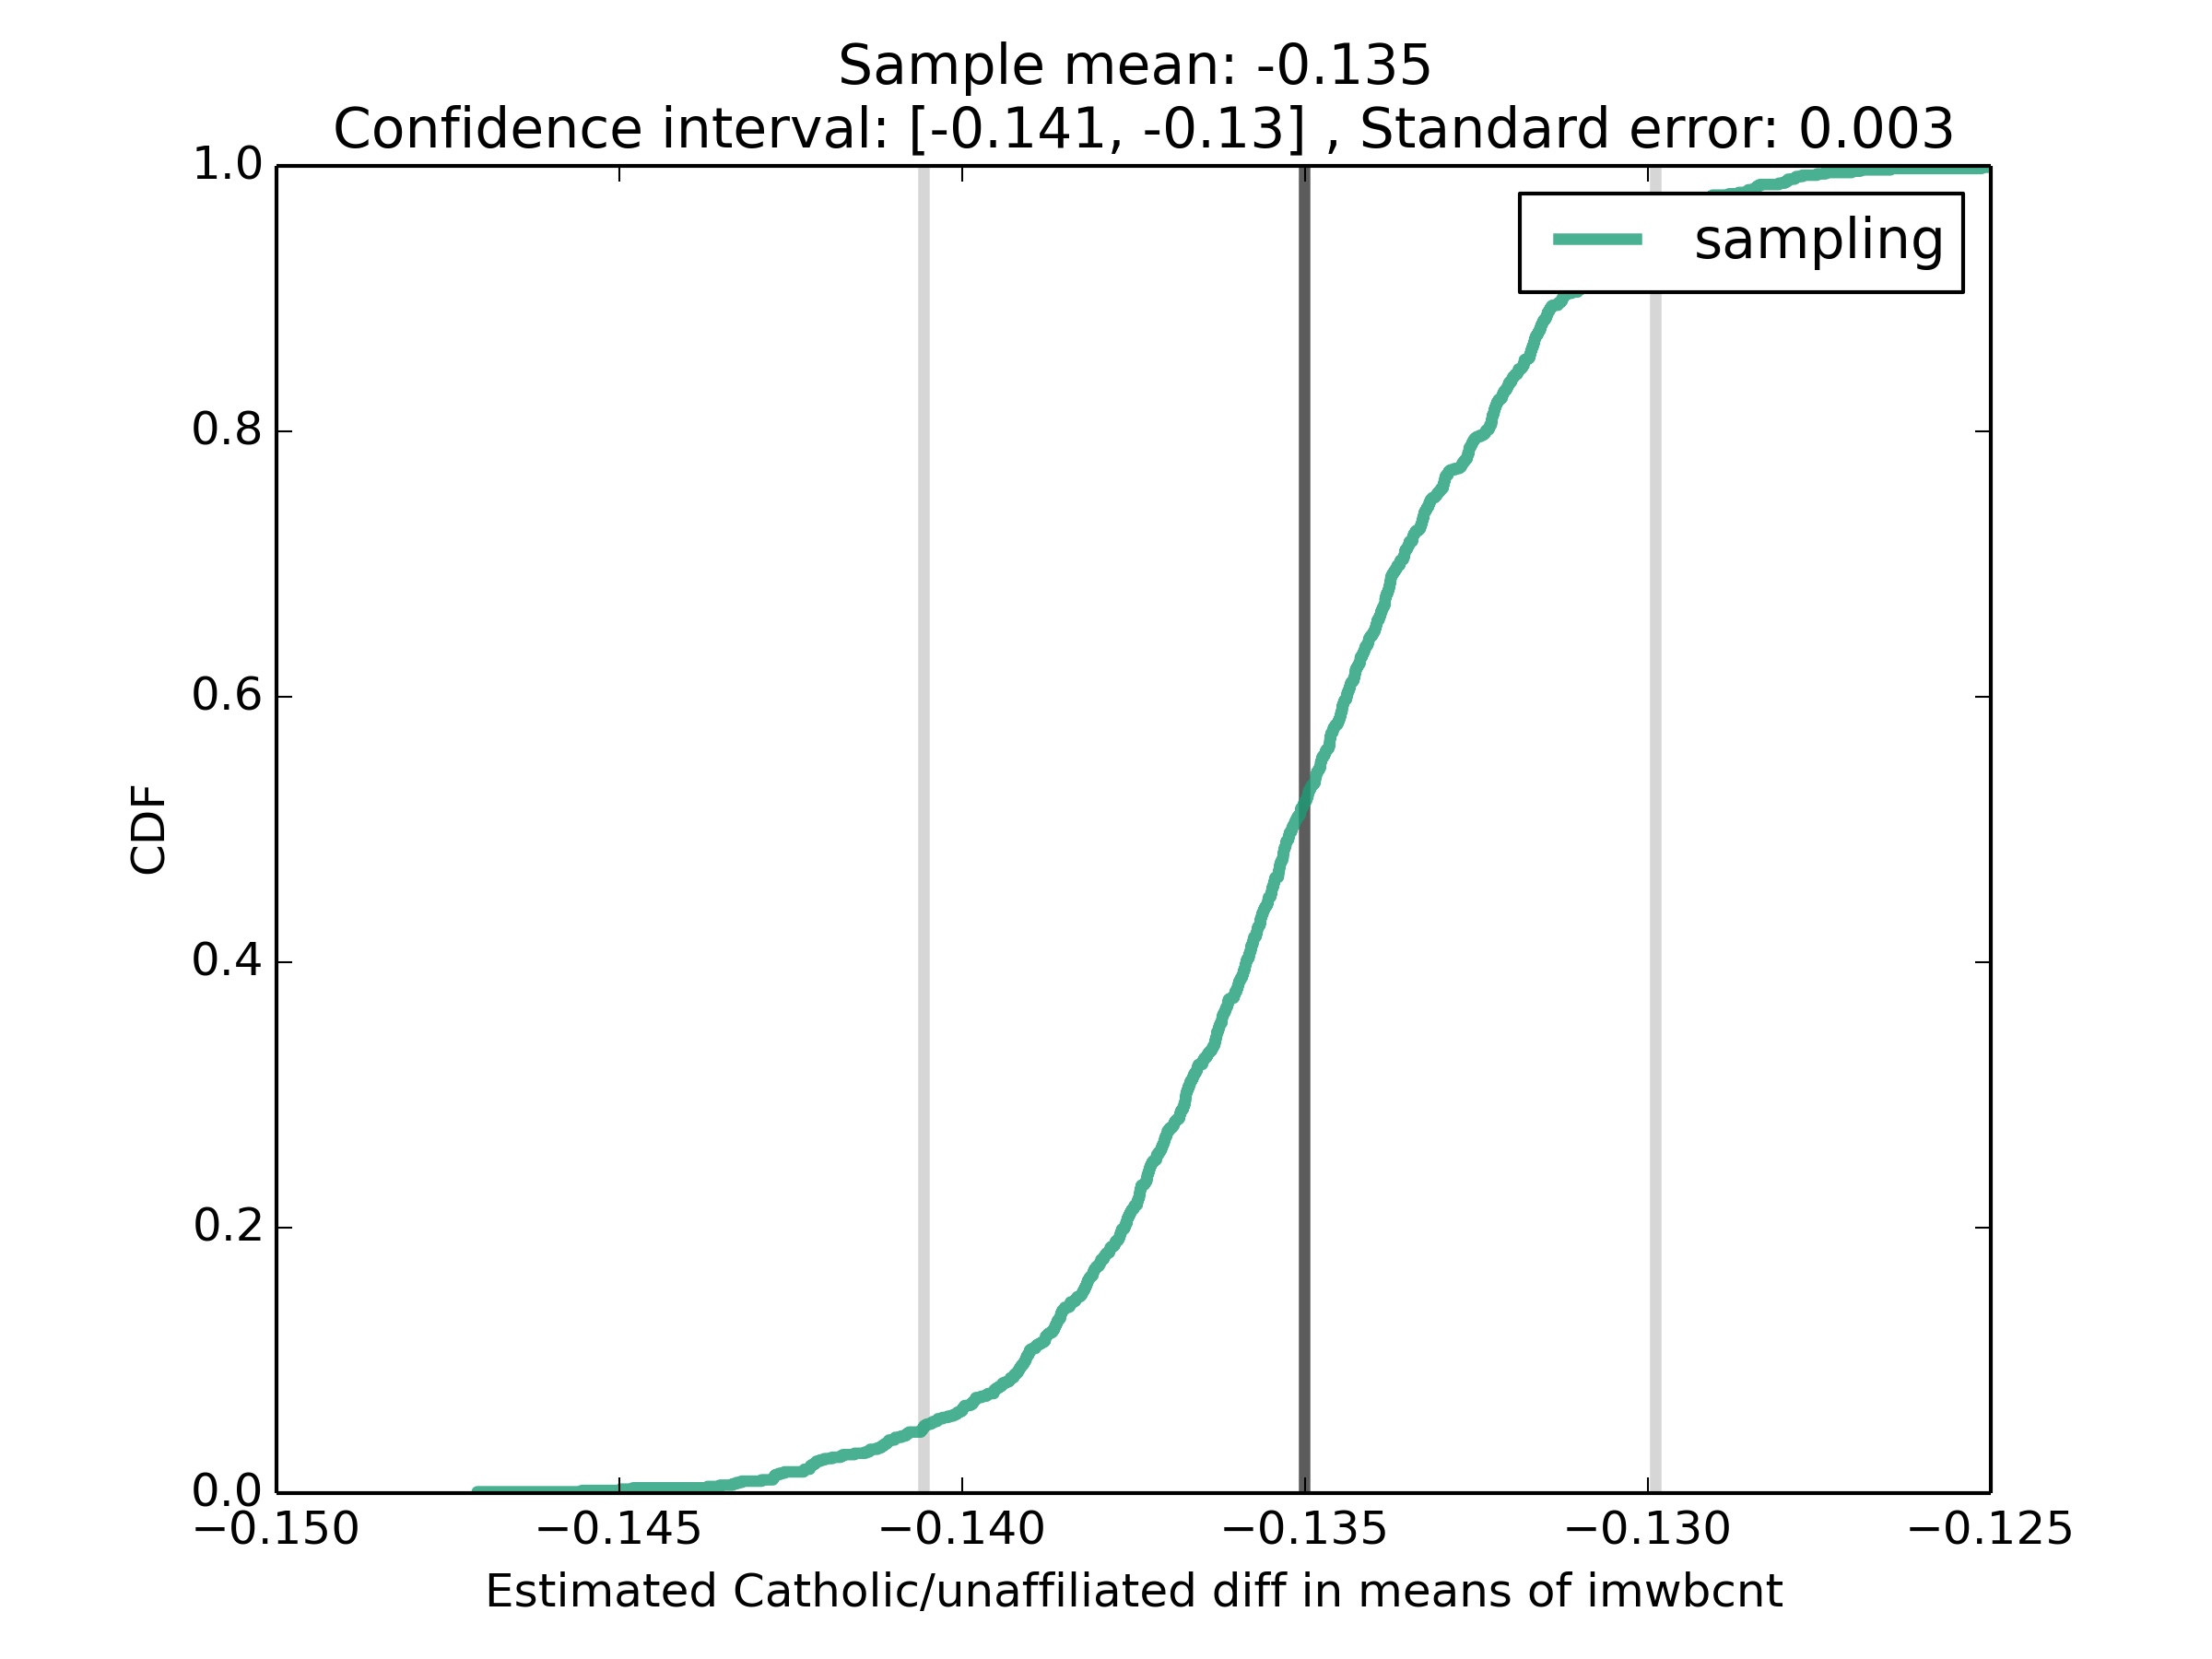 Sample mean: -0.135
Confidence interval: [-0.141, -0.13] , Standard error: 0.003
1.0
sampling
0.8
0.6
CDF
0.4
0.2
0.0
−0.150 −0.145 −0.140 −0.135 −0.130 −0.125
Estimated Catholic/unaffiliated diff in means of imwbcnt